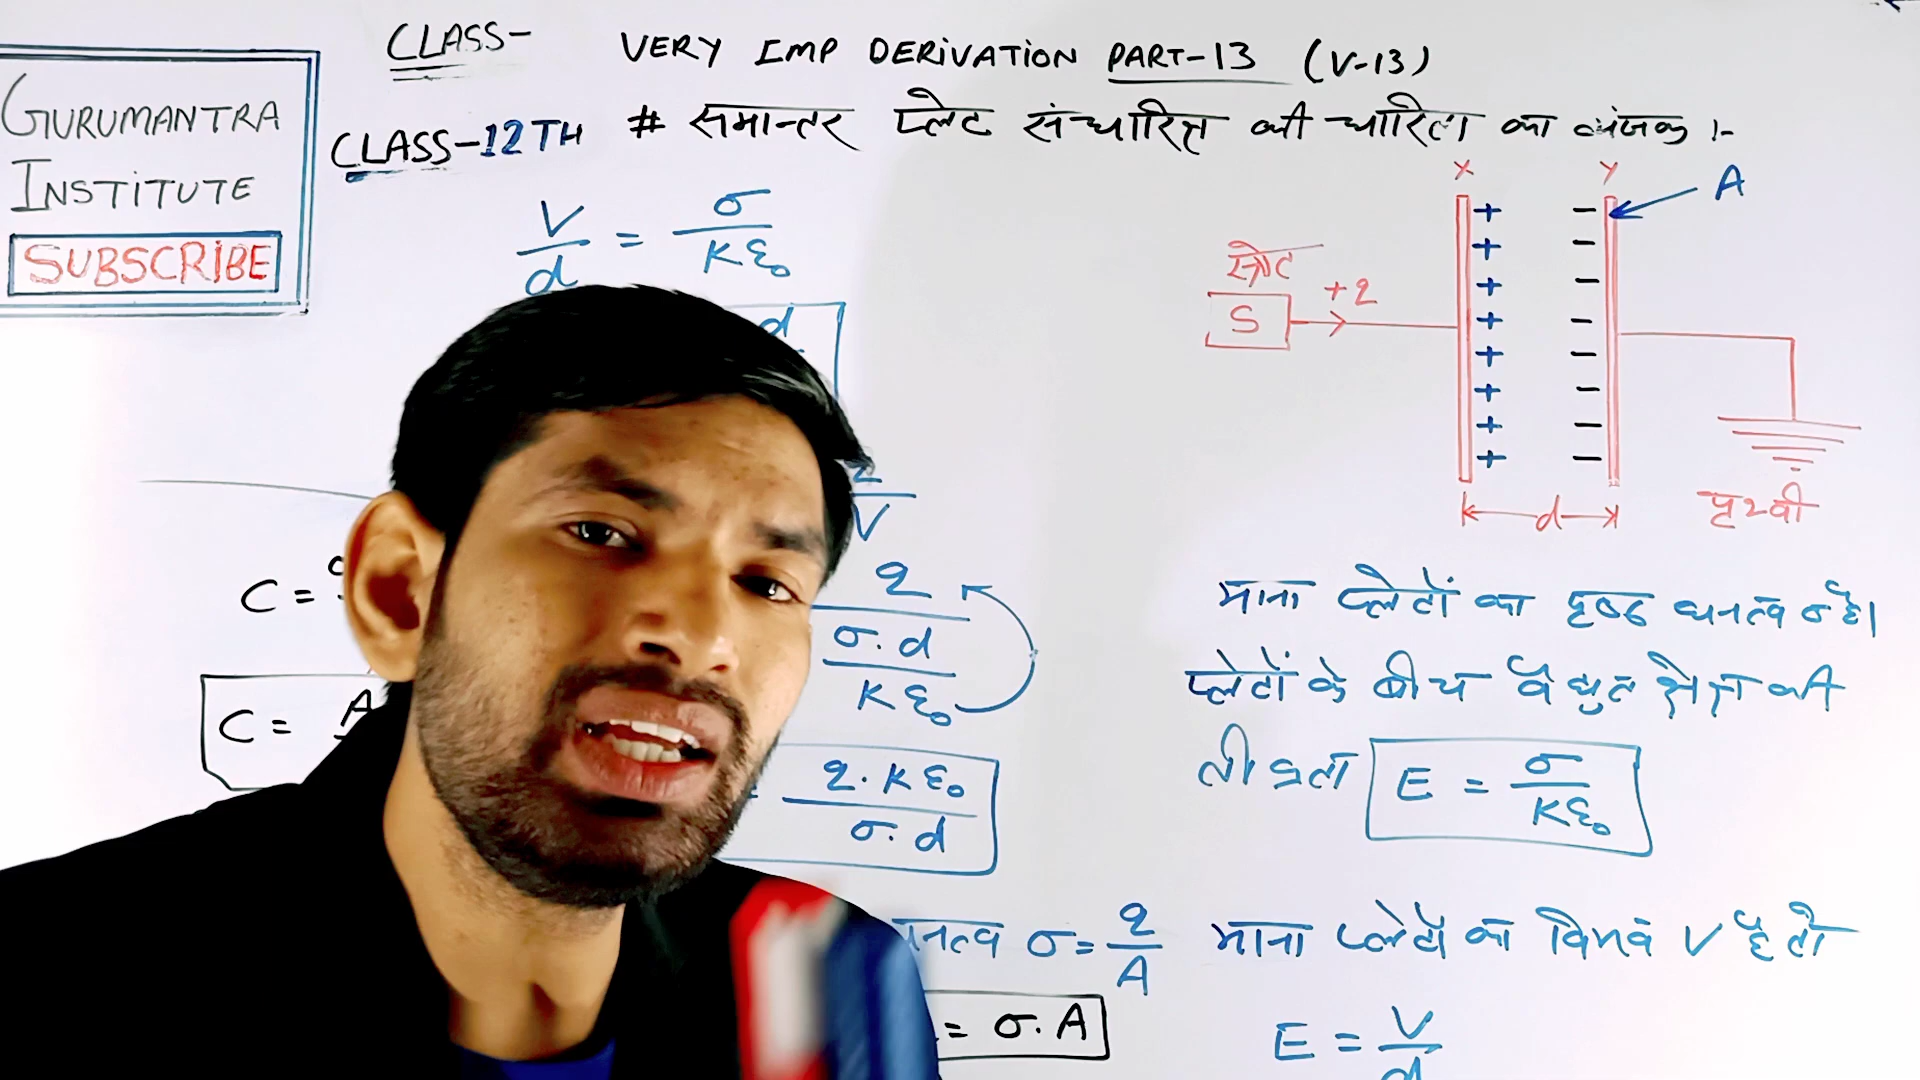 CLASS-
VERY IMP DERIVATION PART-13 (V-13)
GURUMANTRA
INSTITUTE
SUBSCRIBE
CLASS-12TH
# समान्तर प्लेट संधारित्र की धारिता का व्यंजक :-
V/d = σ/Kε₀
d
V
C =
C = A
q
σ.d
Kε₀
q.Kε₀
σ.d
σ = q/A
= σ.A
X Y
A
स्त्रोत
S
+q
+ + + + + + + +
− − − − − − − −
d
पृथ्वी
माना प्लेटों का पृष्ठ घनत्व σ है।
प्लेटों के बीच वैधुत क्षेत्र की
तीव्रता E = σ/Kε₀
माना प्लेटों का विभव V है तो
E = V/d